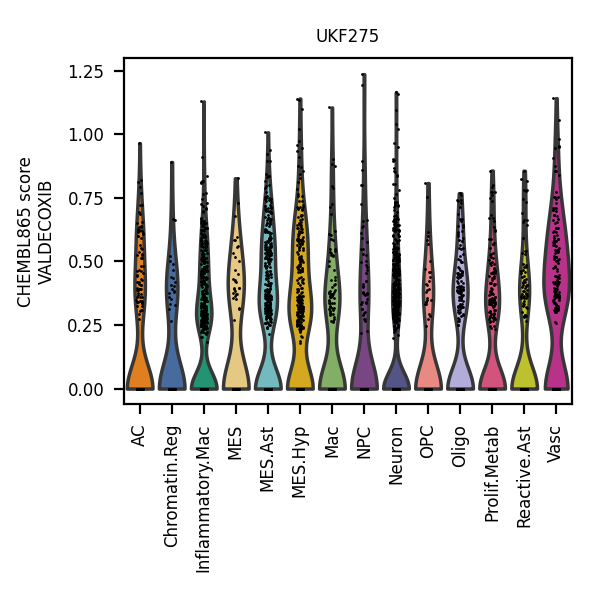 UKF275
CHEMBL865 score
VALDECOXIB
1.25
1.00
0.75
0.50
0.25
0.00
AC
Chromatin.Reg
Inflammatory.Mac
MES
MES.Ast
MES.Hyp
Mac
NPC
Neuron
OPC
Oligo
Prolif.Metab
Reactive.Ast
Vasc